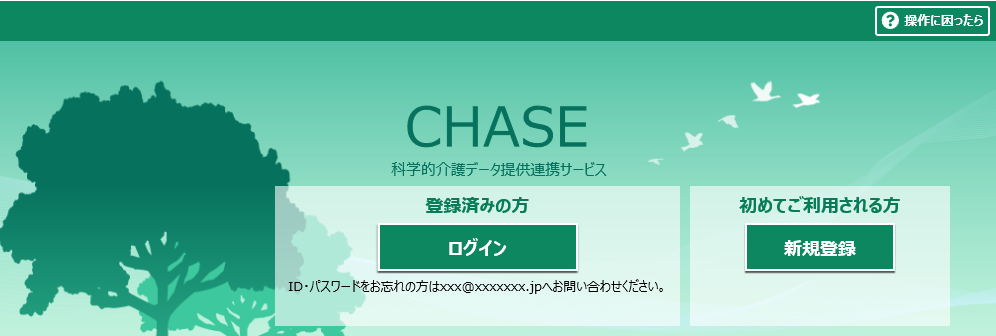 操作に困ったら
CHASE
科学的介護データ提供連携サービス
登録済みの方
ログイン
ID・パスワードをお忘れの方はxxx@xxxxxxx.jpへお問い合わせください。
初めてご利用される方
新規登録